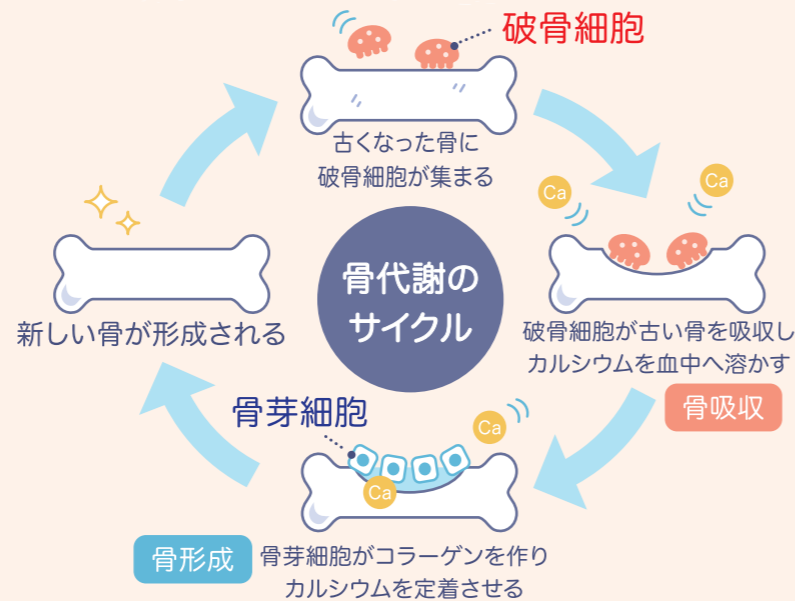 破骨細胞
古くなった骨に
破骨細胞が集まる
Ca
Ca
骨代謝の
サイクル
破骨細胞が古い骨を吸収し
カルシウムを血中へ溶かす
骨吸収
新しい骨が形成される
骨芽細胞
Ca
Ca
骨形成
骨芽細胞がコラーゲンを作り
カルシウムを定着させる